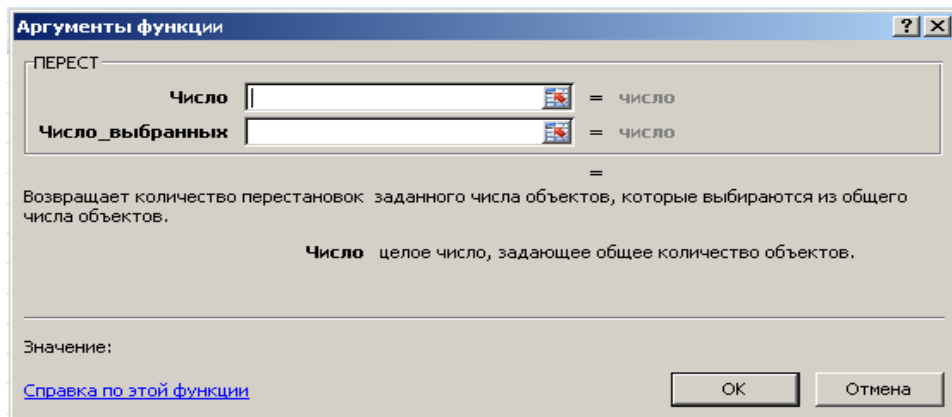 Аргументы функции
ПЕРЕСТ
Число = число
Число_выбранных = число
=
Возвращает количество перестановок заданного числа объектов, которые выбираются из общего
числа объектов.
Число целое число, задающее общее количество объектов.
Значение:
Справка по этой функции OK Отмена